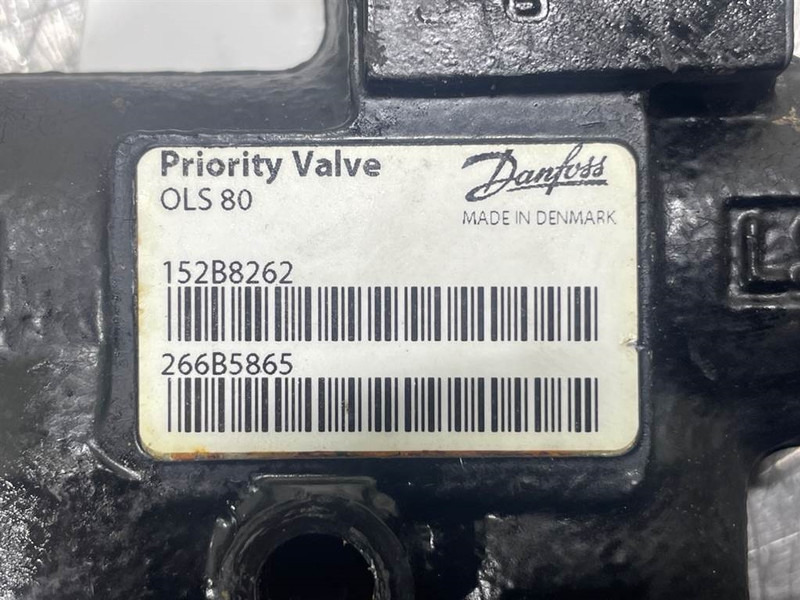 Priority Valve
OLS 80
Danfoss
MADE IN DENMARK
152B8262
266B5865